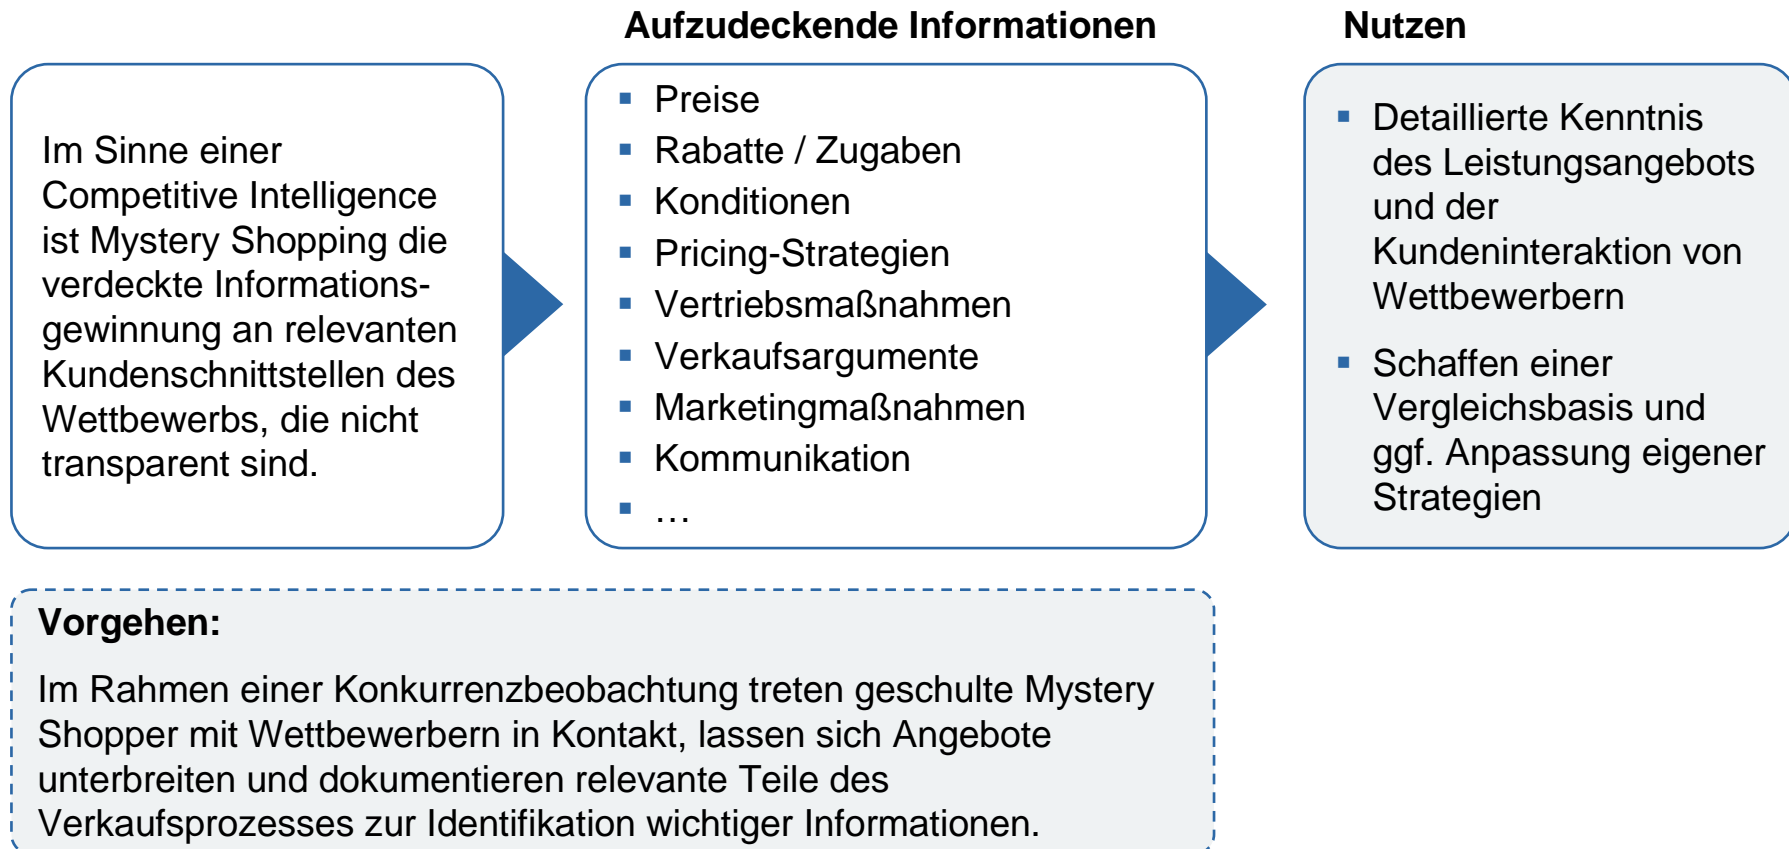 Aufzudeckende Informationen
Nutzen
Im Sinne einer
Competitive Intelligence
ist Mystery Shopping die
verdeckte Informations-
gewinnung an relevanten
Kundenschnittstellen des
Wettbewerbs, die nicht
transparent sind.
Preise
Rabatte / Zugaben
Konditionen
Pricing-Strategien
Vertriebsmaßnahmen
Verkaufsargumente
Marketingmaßnahmen
Kommunikation
…
Detaillierte Kenntnis
des Leistungsangebots
und der
Kundeninteraktion von
Wettbewerbern
Schaffen einer
Vergleichsbasis und
ggf. Anpassung eigener
Strategien
Vorgehen:
Im Rahmen einer Konkurrenzbeobachtung treten geschulte Mystery
Shopper mit Wettbewerbern in Kontakt, lassen sich Angebote
unterbreiten und dokumentieren relevante Teile des
Verkaufsprozesses zur Identifikation wichtiger Informationen.